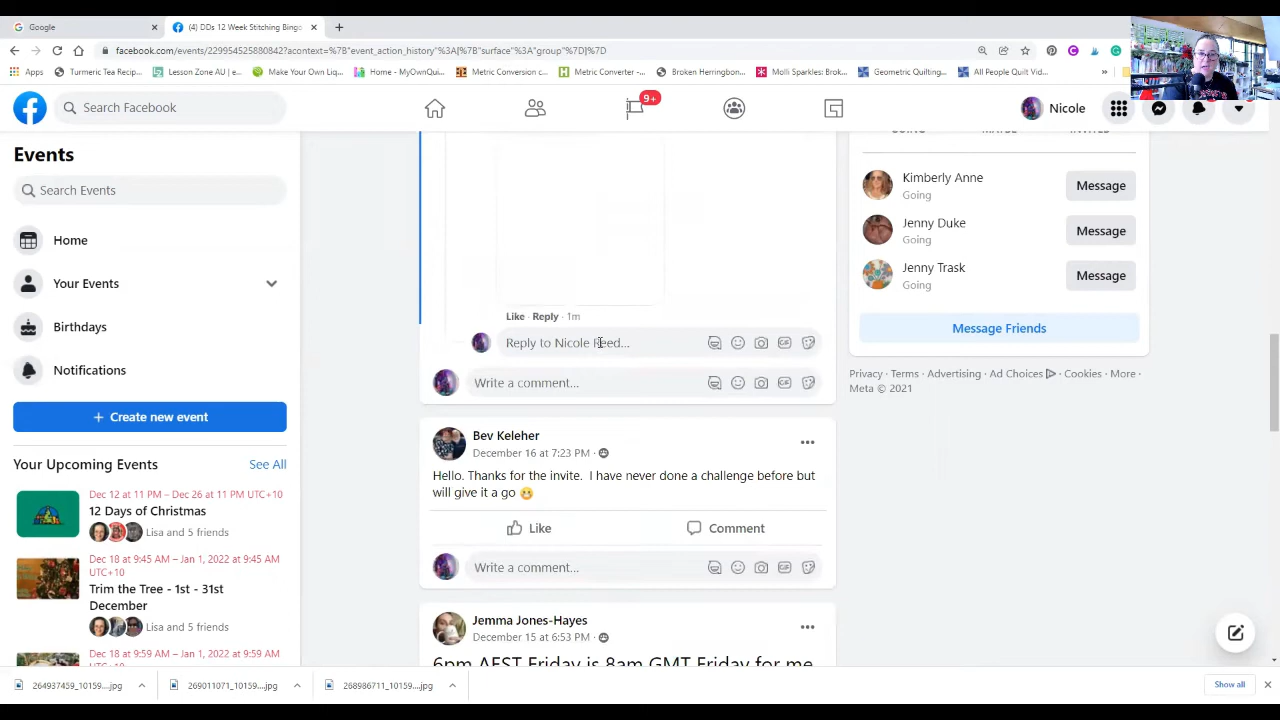 Google
(4) DDs 12 Week Stitching Bingo
facebook.com/events/229954525880842?acontext=%7B"event_action_history"%3A[%7B"surface"%3A"group"%7D]%7D
Apps
Turmeric Tea Recip...
Lesson Zone AU | e...
Make Your Own Liq...
Home - MyOwnQui...
Metric Conversion c...
Metric Converter -...
Broken Herringbon...
Molli Sparkles: Brok...
Geometric Quilting...
All People Quilt Vid...
»
Search Facebook
9+
Nicole
Events
Search Events
Home
Your Events
Birthdays
Notifications
+ Create new event
Your Upcoming Events
See All
Dec 12 at 11 PM – Dec 26 at 11 PM UTC+10
12 Days of Christmas
Lisa and 5 friends
Dec 18 at 9:45 AM – Jan 1, 2022 at 9:45 AM
UTC+10
Trim the Tree - 1st - 31st
December
Lisa and 5 friends
Dec 18 at 9:59 AM – Jan 1, 2022 at 9:59 AM
Like · Reply · 1m
Reply to Nicole Reed...
Write a comment...
Bev Keleher
December 16 at 7:23 PM ·
Hello. Thanks for the invite. I have never done a challenge before but
will give it a go 😬
Like
Comment
Write a comment...
Jemma Jones-Hayes
December 15 at 6:53 PM ·
6pm AEST Friday is 8am GMT Friday for me
GOING
MAYBE
INVITED
Kimberly Anne
Going
Message
Jenny Duke
Going
Message
Jenny Trask
Going
Message
Message Friends
Privacy · Terms · Advertising · Ad Choices · Cookies · More ·
Meta © 2021
264937459_10159....jpg
269011071_10159....jpg
268986711_10159....jpg
Show all